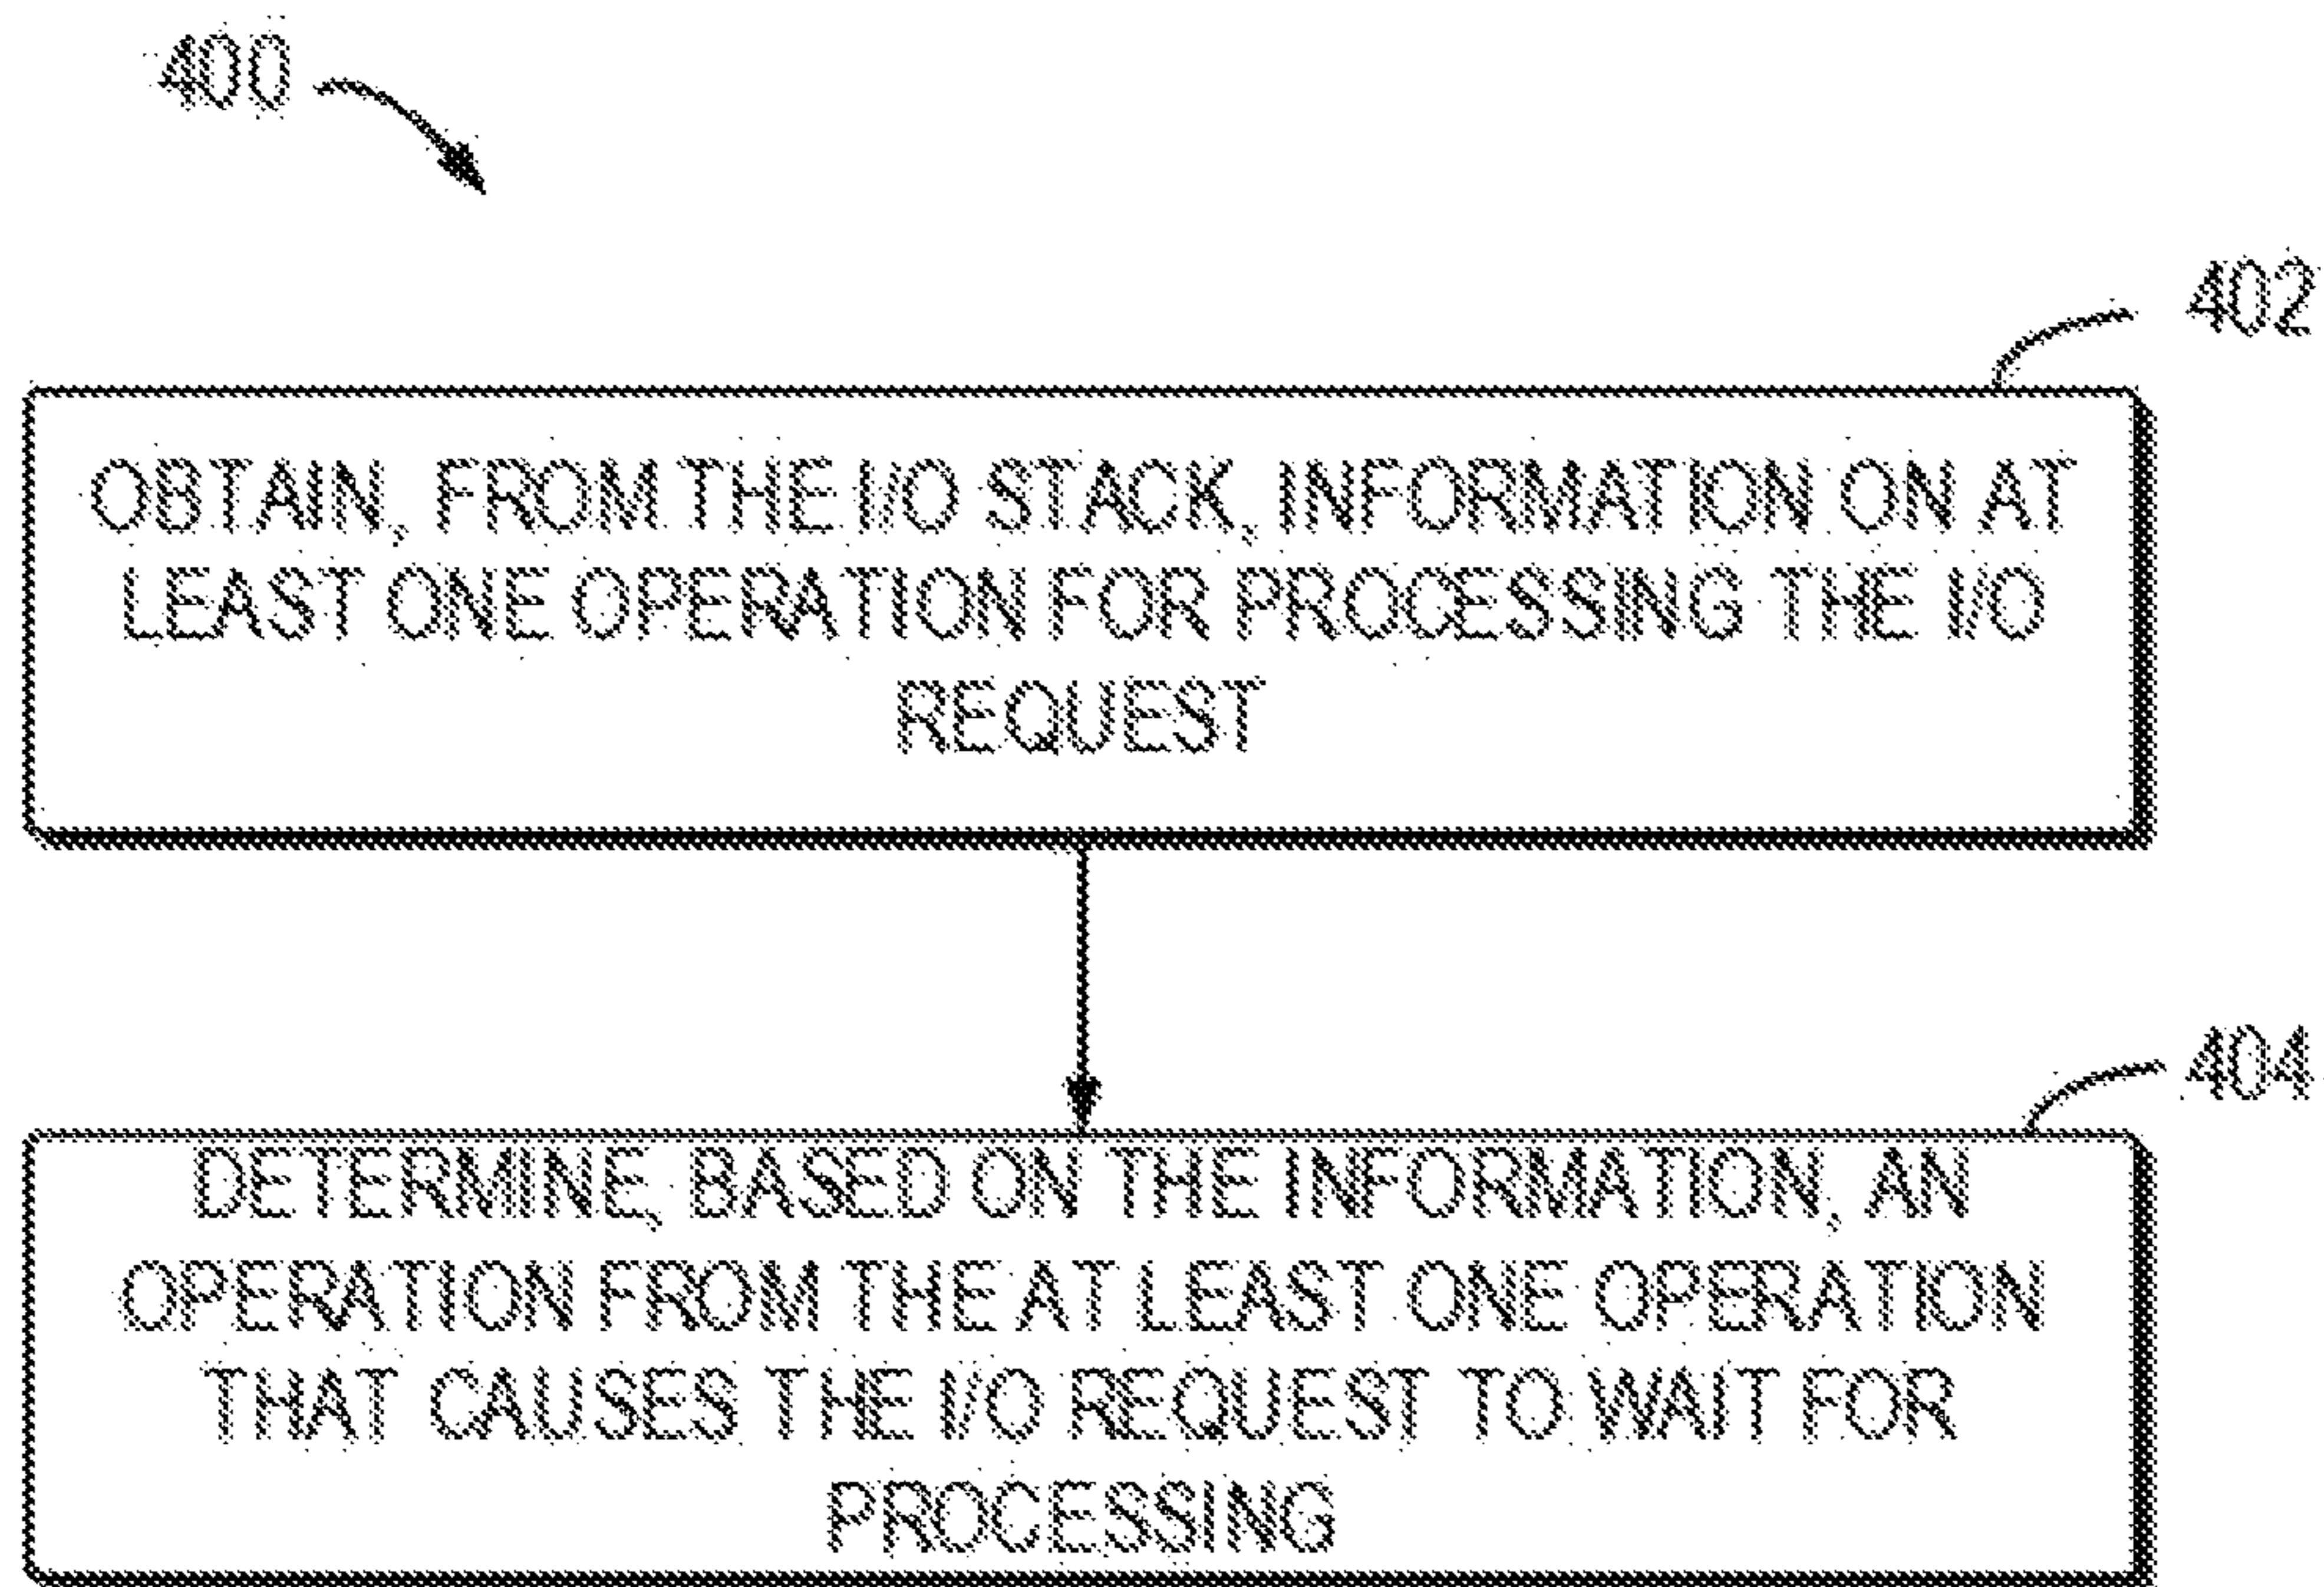 400
402
OBTAIN, FROM THE I/O STACK, INFORMATION ON AT
LEAST ONE OPERATION FOR PROCESSING THE I/O
REQUEST
404
DETERMINE, BASED ON THE INFORMATION, AN
OPERATION FROM THE AT LEAST ONE OPERATION
THAT CAUSES THE I/O REQUEST TO WAIT FOR
PROCESSING